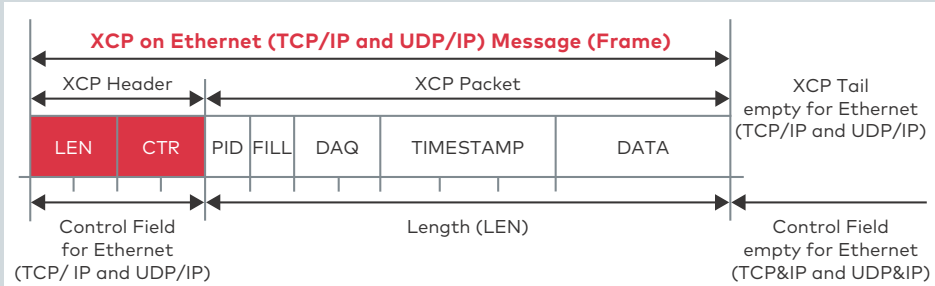 XCP on Ethernet (TCP/IP and UDP/IP) Message (Frame)
XCP Header
XCP Packet
XCP Tail
empty for Ethernet
(TCP/IP and UDP/IP)
LEN
CTR
PID
FILL
DAQ
TIMESTAMP
DATA
Control Field
for Ethernet
(TCP/ IP and UDP/IP)
Length (LEN)
Control Field
empty for Ethernet
(TCP&IP and UDP&IP)